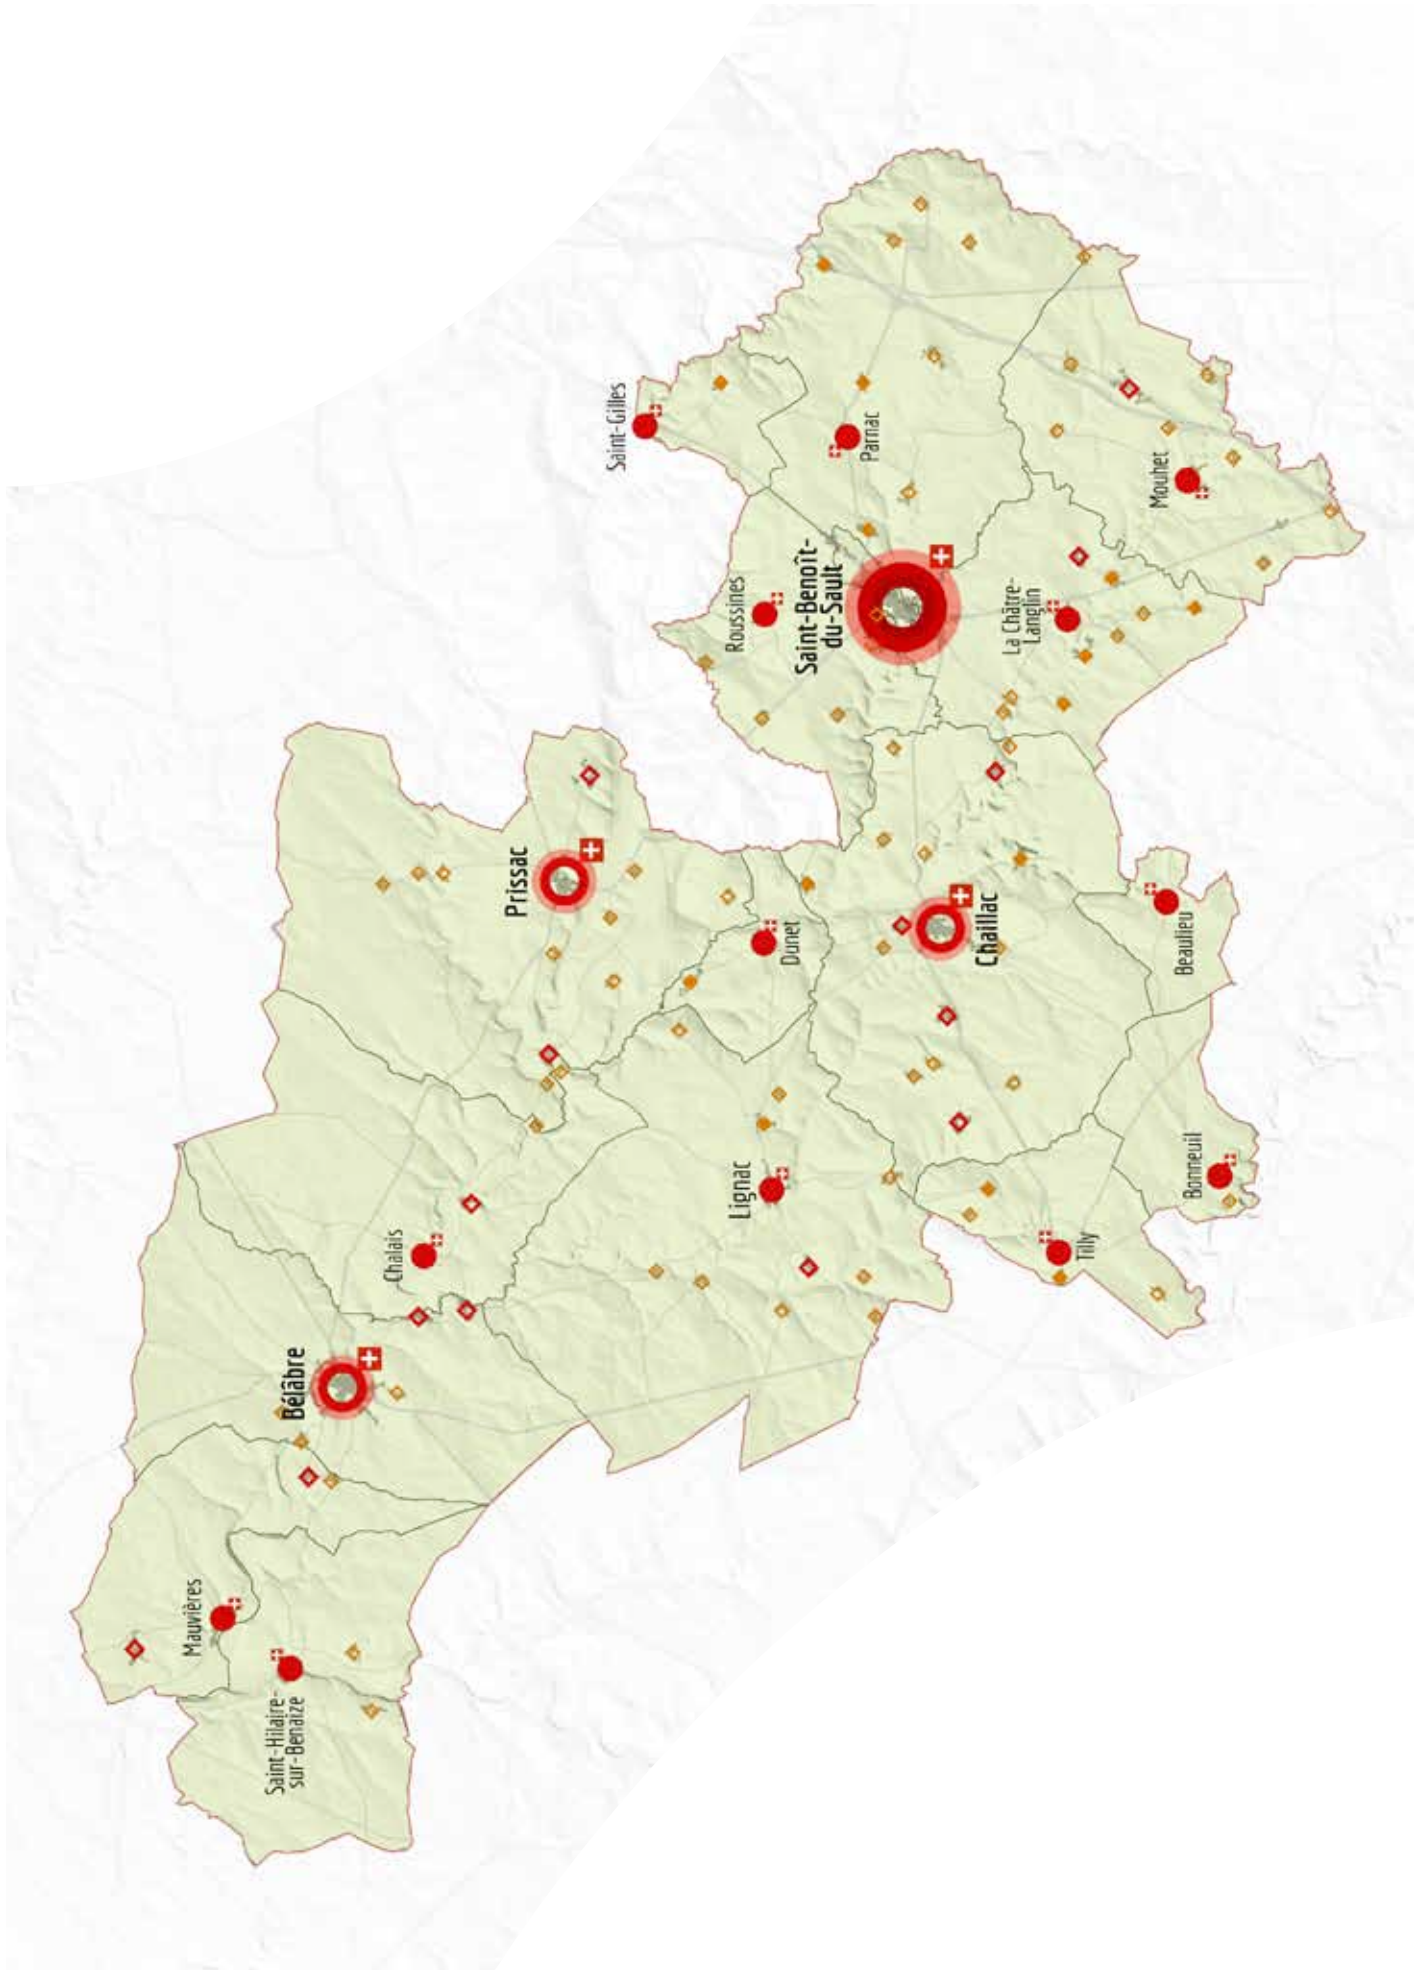 Saint-Hilaire-
sur-Benaize
Mauvières
Bélâbre
Chalais
Lignac
Tilly
Bonneuil
Prissac
Dunet
Chaillac
Beaulieu
Roussines
Saint-Benoît-
du-Sault
La Châtre-
Langlin
Saint-Gilles
Parnac
Mouhet